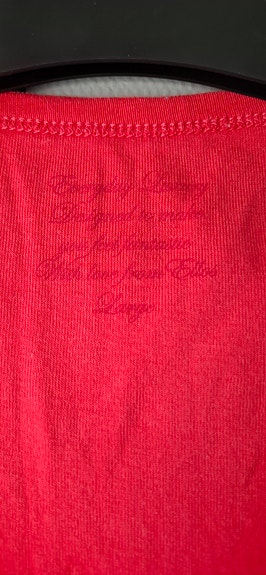 Everyday Luxury
Designed to make
you feel fantastic
With love from Ellos
Large